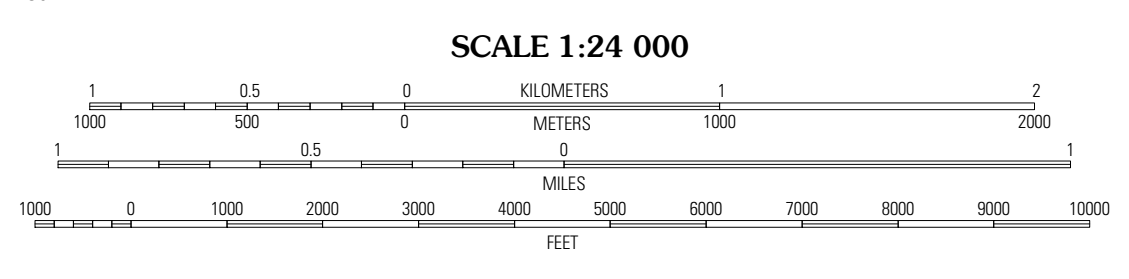 SCALE 1:24 000
1 0.5 0 KILOMETERS 1 2
1000 500 0 METERS 1000 2000
1 0.5 0 1
MILES
1000 0 1000 2000 3000 4000 5000 6000 7000 8000 9000 10000
FEET